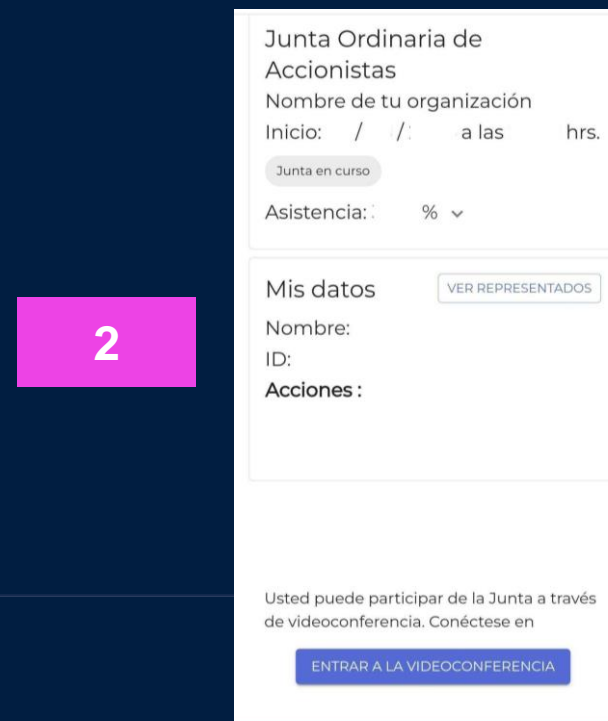 Junta Ordinaria de
Accionistas
Nombre de tu organización
Inicio: / / a las hrs.
Junta en curso
Asistencia: %
2
Mis datos
VER REPRESENTADOS
Nombre:
ID:
Acciones :
Usted puede participar de la Junta a través
de videoconferencia. Conéctese en
ENTRAR A LA VIDEOCONFERENCIA